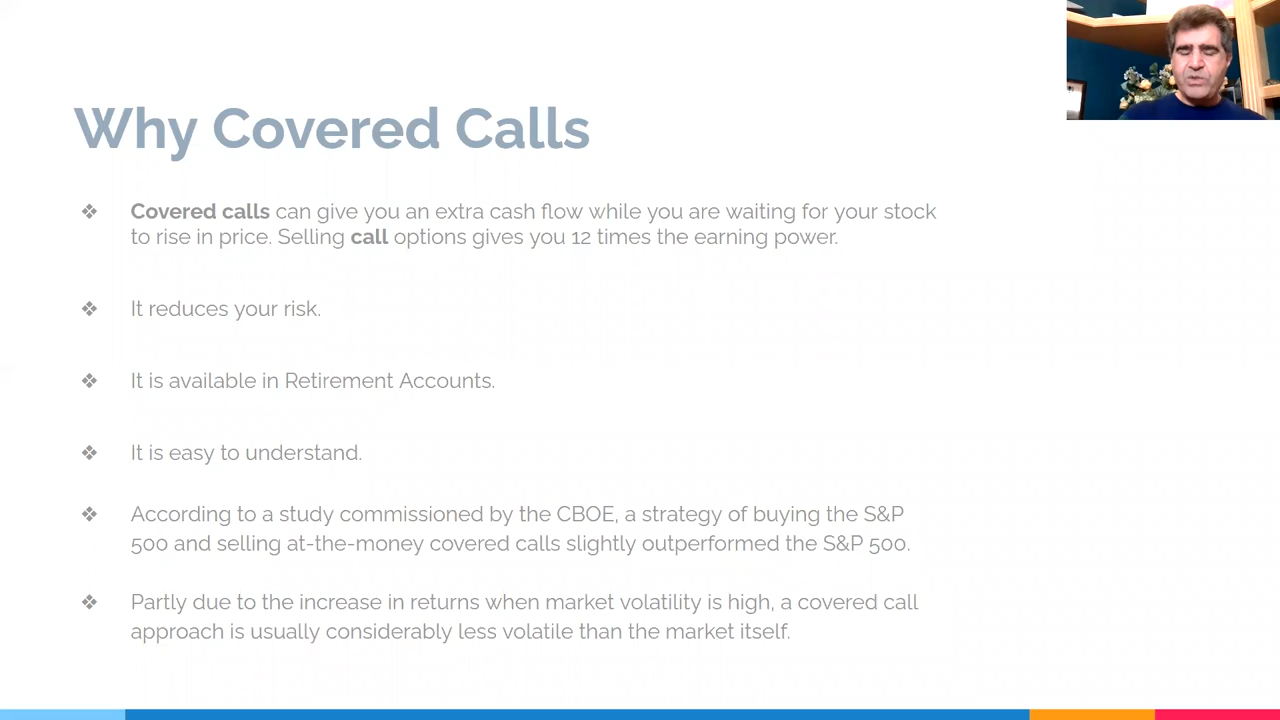 Why Covered Calls
❖ Covered calls can give you an extra cash flow while you are waiting for your stock
to rise in price. Selling call options gives you 12 times the earning power.
❖ It reduces your risk.
❖ It is available in Retirement Accounts.
❖ It is easy to understand.
❖ According to a study commissioned by the CBOE, a strategy of buying the S&P
500 and selling at-the-money covered calls slightly outperformed the S&P 500.
❖ Partly due to the increase in returns when market volatility is high, a covered call
approach is usually considerably less volatile than the market itself.